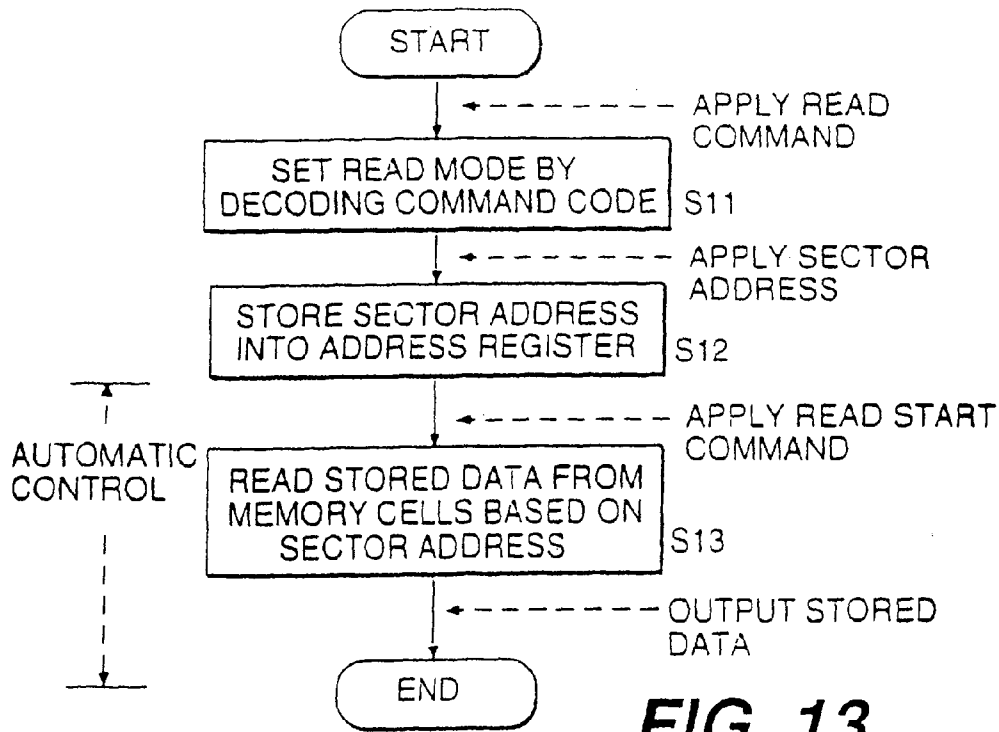 START
APPLY READ
COMMAND
SET READ MODE BY
DECODING COMMAND CODE
S11
APPLY SECTOR
ADDRESS
STORE SECTOR ADDRESS
INTO ADDRESS REGISTER
S12
APPLY READ START
COMMAND
AUTOMATIC
CONTROL
READ STORED DATA FROM
MEMORY CELLS BASED ON
SECTOR ADDRESS
S13
OUTPUT STORED
DATA
END
FIG. 13